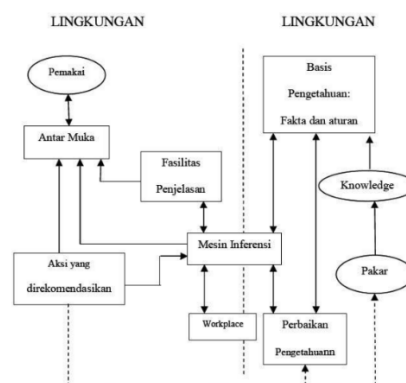 LINGKUNGAN
LINGKUNGAN
Pemakai
Antar Muka
Fasilitas
Penjelasan
Basis
Pengetahuan:
Fakta dan aturan
Knowledge
Mesin Inferensi
Aksi yang
direkomendasikan
Pakar
Workplace
Perbaikan
Pengetahuann